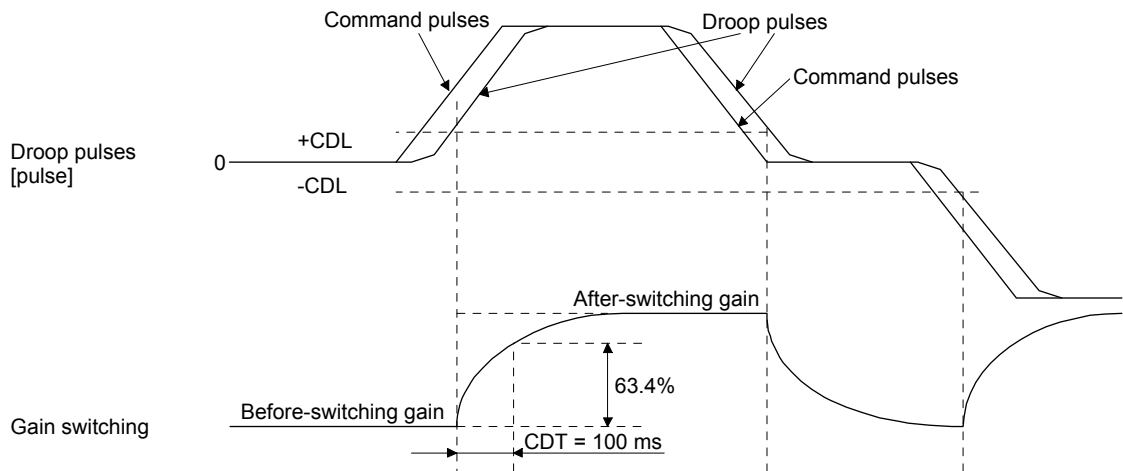 Command pulses
Droop pulses
Command pulses
+CDL
Droop pulses
[pulse]
0
-CDL
After-switching gain
63.4%
Before-switching gain
Gain switching
CDT = 100 ms